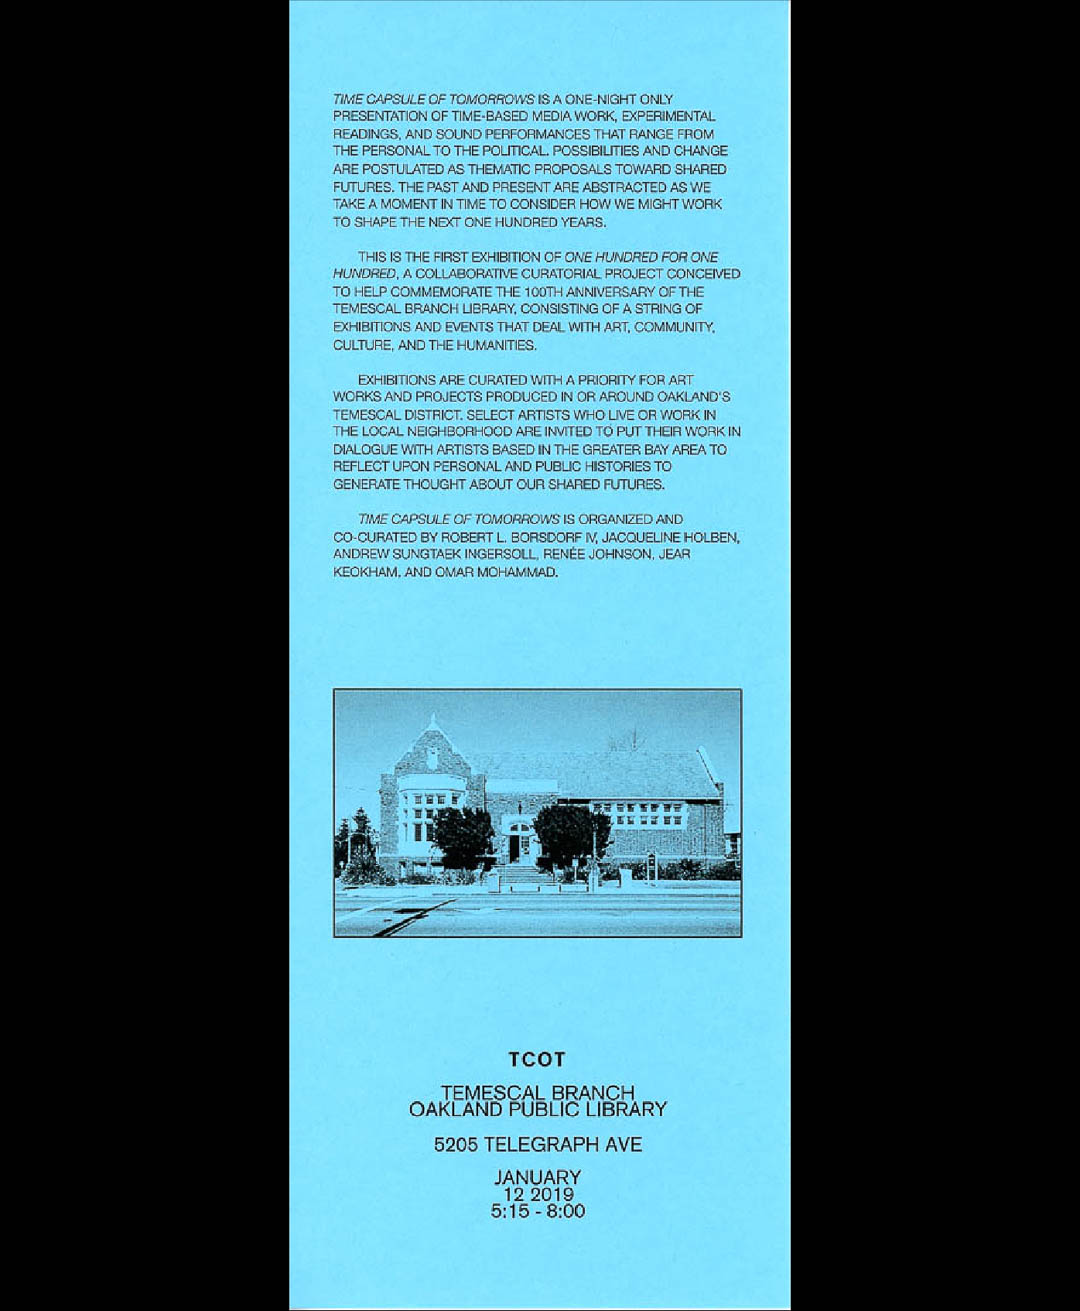 TIME CAPSULE OF TOMORROWS IS A ONE-NIGHT ONLY
PRESENTATION OF TIME-BASED MEDIA WORK, EXPERIMENTAL
READINGS, AND SOUND PERFORMANCES THAT RANGE FROM
THE PERSONAL TO THE POLITICAL. POSSIBILITIES AND CHANGE
ARE POSTULATED AS THEMATIC PROPOSALS TOWARD SHARED
FUTURES. THE PAST AND PRESENT ARE ABSTRACTED AS WE
TAKE A MOMENT IN TIME TO CONSIDER HOW WE MIGHT WORK
TO SHAPE THE NEXT ONE HUNDRED YEARS.
THIS IS THE FIRST EXHIBITION OF ONE HUNDRED FOR ONE
HUNDRED, A COLLABORATIVE CURATORIAL PROJECT CONCEIVED
TO HELP COMMEMORATE THE 100TH ANNIVERSARY OF THE
TEMESCAL BRANCH LIBRARY, CONSISTING OF A STRING OF
EXHIBITIONS AND EVENTS THAT DEAL WITH ART, COMMUNITY,
CULTURE, AND THE HUMANITIES.
EXHIBITIONS ARE CURATED WITH A PRIORITY FOR ART
WORKS AND PROJECTS PRODUCED IN OR AROUND OAKLAND'S
TEMESCAL DISTRICT. SELECT ARTISTS WHO LIVE OR WORK IN
THE LOCAL NEIGHBORHOOD ARE INVITED TO PUT THEIR WORK IN
DIALOGUE WITH ARTISTS BASED IN THE GREATER BAY AREA TO
REFLECT UPON PERSONAL AND PUBLIC HISTORIES TO
GENERATE THOUGHT ABOUT OUR SHARED FUTURES.
TIME CAPSULE OF TOMORROWS IS ORGANIZED AND
CO-CURATED BY ROBERT L. BORSDORF IV, JACQUELINE HOLBEN,
ANDREW SUNGTAEK INGERSOLL, RENÉE JOHNSON, JEAR
KEOKHAM, AND OMAR MOHAMMAD.
TCOT
TEMESCAL BRANCH
OAKLAND PUBLIC LIBRARY
5205 TELEGRAPH AVE
JANUARY
12 2019
5:15 - 8:00